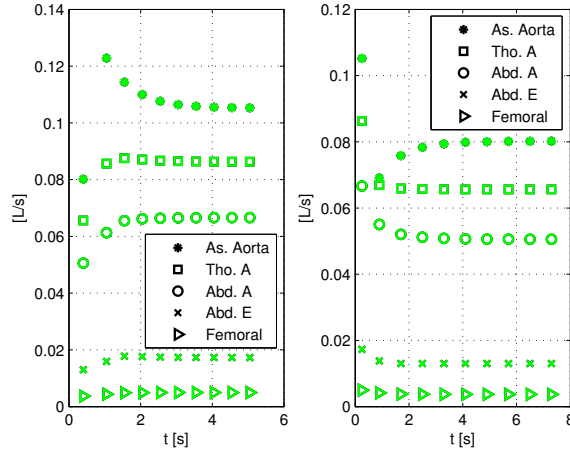 0.14
0.12
0.1
0.08
0.06
0.04
0.02
0
[L/s]
0
2
4
6
t [s]
As. Aorta
Tho. A
Abd. A
Abd. E
Femoral
0.12
0.1
0.08
0.06
0.04
0.02
0
[L/s]
0
2
4
6
8
t [s]
As. Aorta
Tho. A
Abd. A
Abd. E
Femoral